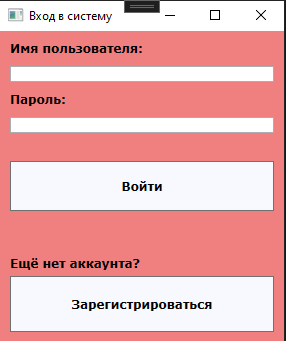 Вход в систему
Имя пользователя:
Пароль:
Войти
Ещё нет аккаунта?
Зарегистрироваться